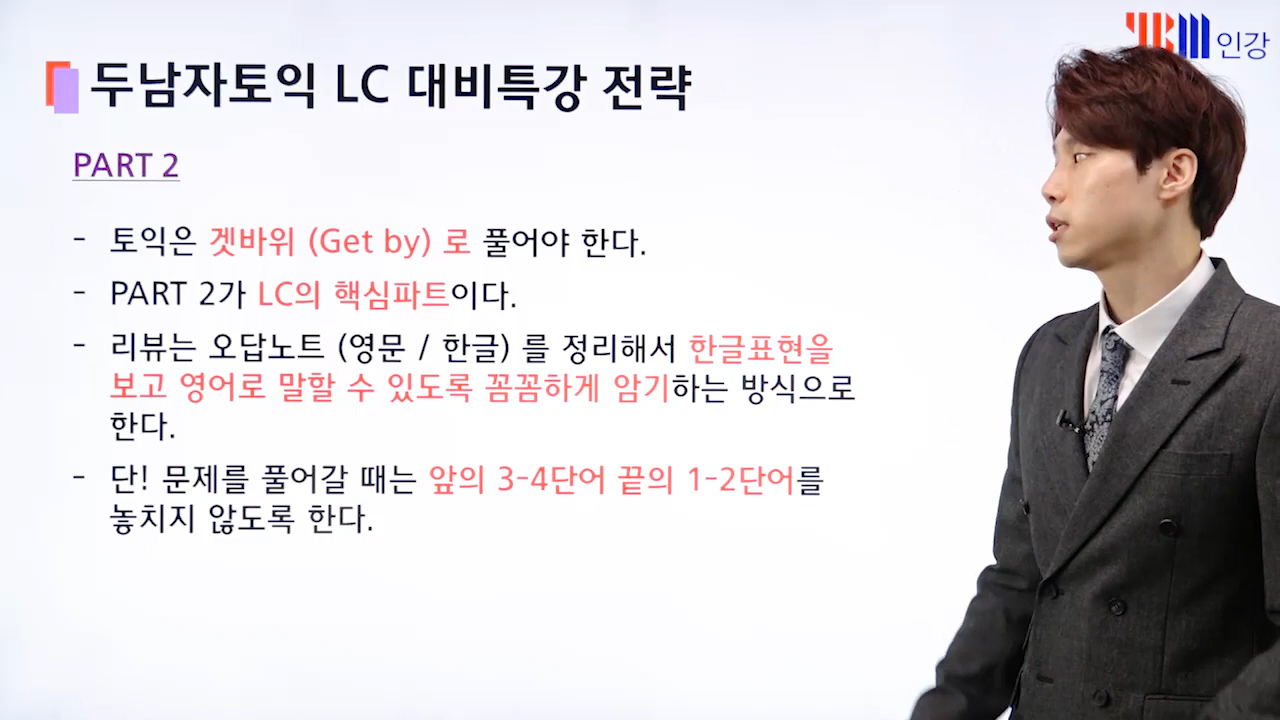 YBM 인강
두남자토익 LC 대비특강 전략
PART 2
- 토익은 겟바위 (Get by) 로 풀어야 한다.
- PART 2가 LC의 핵심파트이다.
- 리뷰는 오답노트 (영문 / 한글) 를 정리해서 한글표현을
보고 영어로 말할 수 있도록 꼼꼼하게 암기하는 방식으로
한다.
- 단! 문제를 풀어갈 때는 앞의 3-4단어 끝의 1-2단어를
놓치지 않도록 한다.